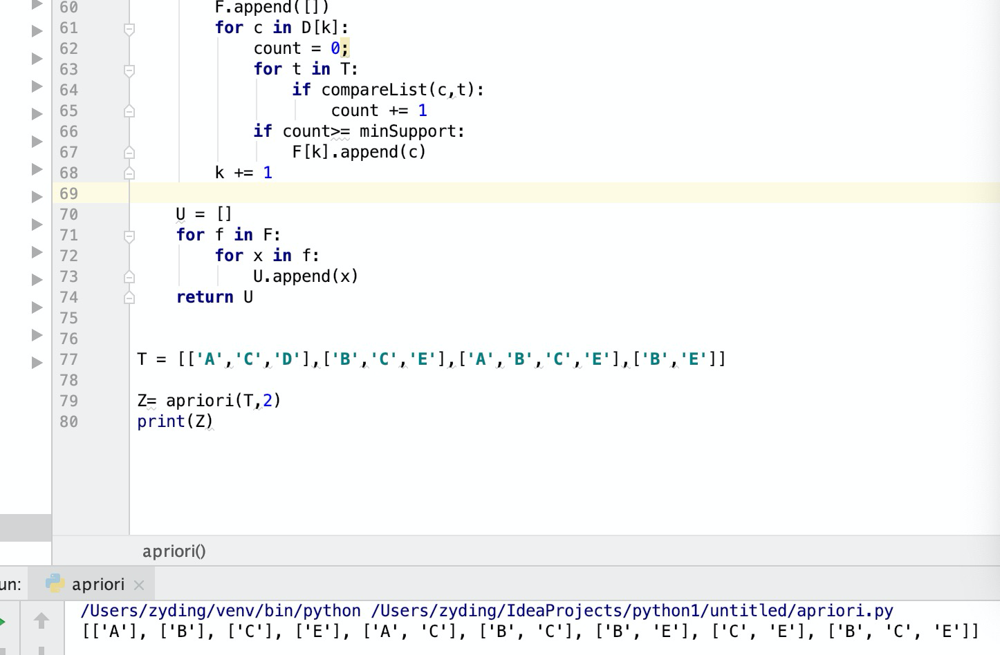 60 F.append([])
61 for c in D[k]:
62 count = 0;
63 for t in T:
64 if compareList(c,t):
65 count += 1
66 if count>= minSupport:
67 F[k].append(c)
68 k += 1
69
70 U = []
71 for f in F:
72 for x in f:
73 U.append(x)
74 return U
75
76
77 T = [['A','C','D'],['B','C','E'],['A','B','C','E'],['B','E']]
78
79 Z= apriori(T,2)
80 print(Z)
apriori()
un: apriori ×
/Users/zyding/venv/bin/python /Users/zyding/IdeaProjects/python1/untitled/apriori.py
[['A'], ['B'], ['C'], ['E'], ['A', 'C'], ['B', 'C'], ['B', 'E'], ['C', 'E'], ['B', 'C', 'E']]